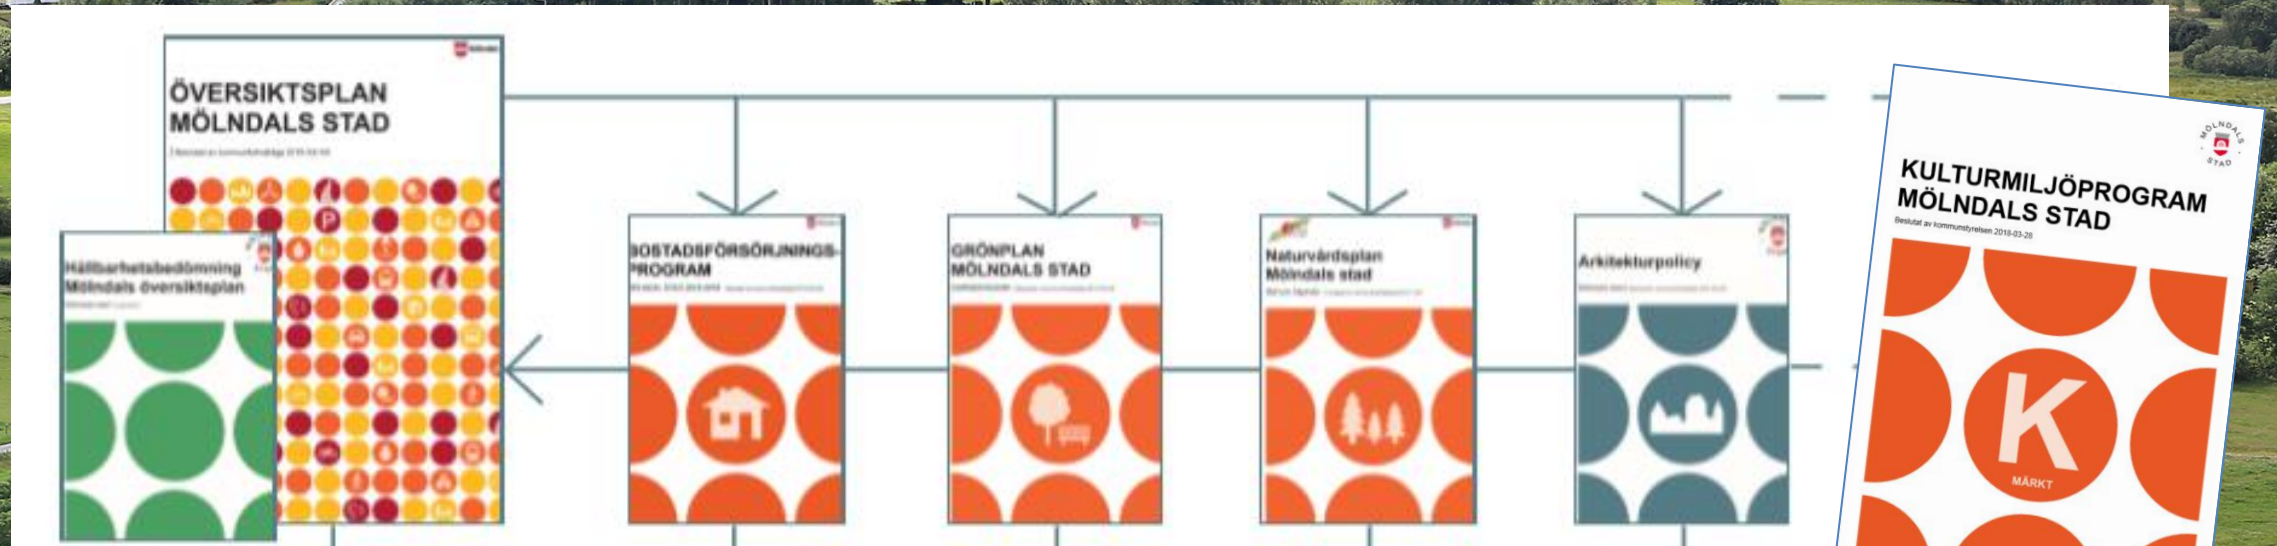 ÖVERSIKTSPLAN
MÖLNDALS STAD
P
Hållbarhetsbedömning
Mölndals översiktsplan
BOSTADSFÖRSÖRJNINGS-
PROGRAM
GRÖNPLAN
MÖLNDALS STAD
Naturvårdsplan
Mölndals stad
Arkitekturpolicy
MÖLNDALS
STAD
KULTURMILJÖPROGRAM
MÖLNDALS STAD
Beslutat av kommunstyrelsen 2018-03-28
K
MÄRKT